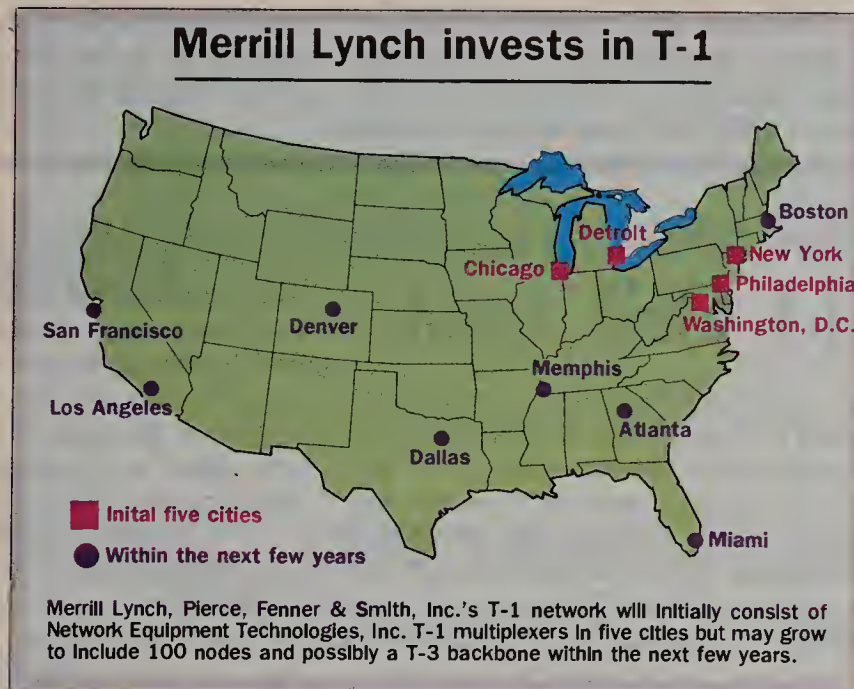 Merrill Lynch invests in T-1
Boston
Detroit
New York
Chicago
Philadelphia
Washington, D.C.
San Francisco
Denver
Memphis
Los Angeles
Atlanta
Dallas
Inital five cities
Miami
Within the next few years
Merrill Lynch, Pierce, Fenner & Smith, Inc.'s T-1 network will initially consist of
Network Equipment Technologies, Inc. T-1 multiplexers in five cities but may grow
to include 100 nodes and possibly a T-3 backbone within the next few years.